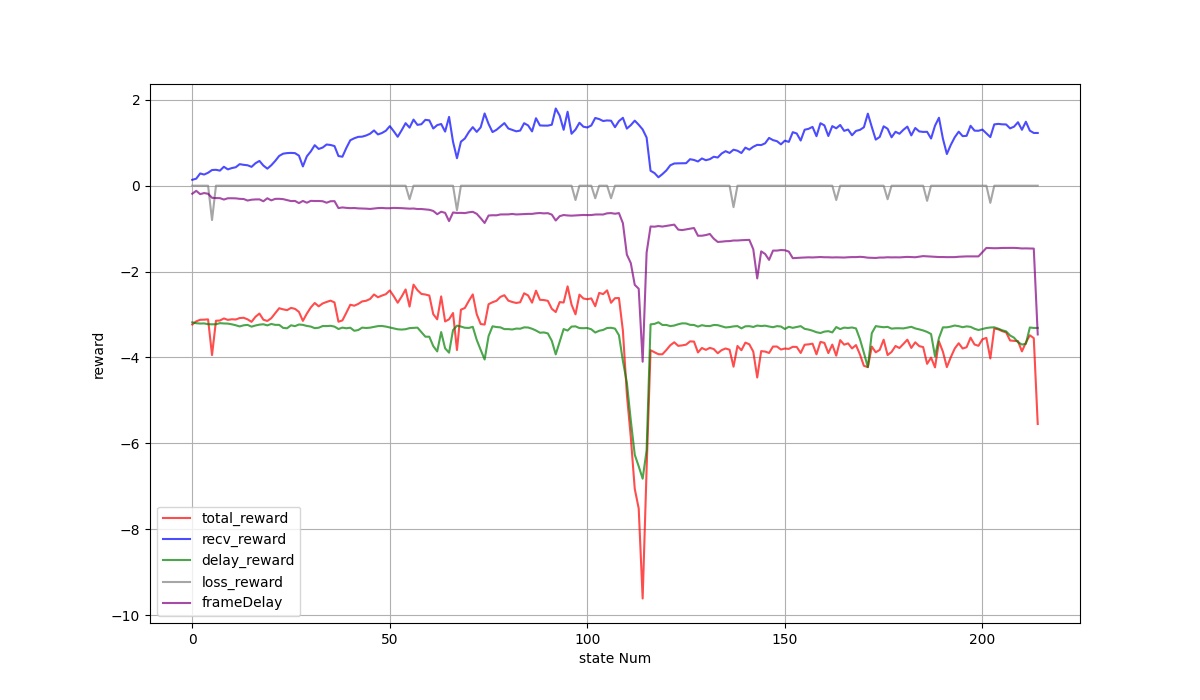 reward
2
0
−2
−4
−6
−8
−10
total_reward
recv_reward
delay_reward
loss_reward
frameDelay
0
50
100
150
200
state Num